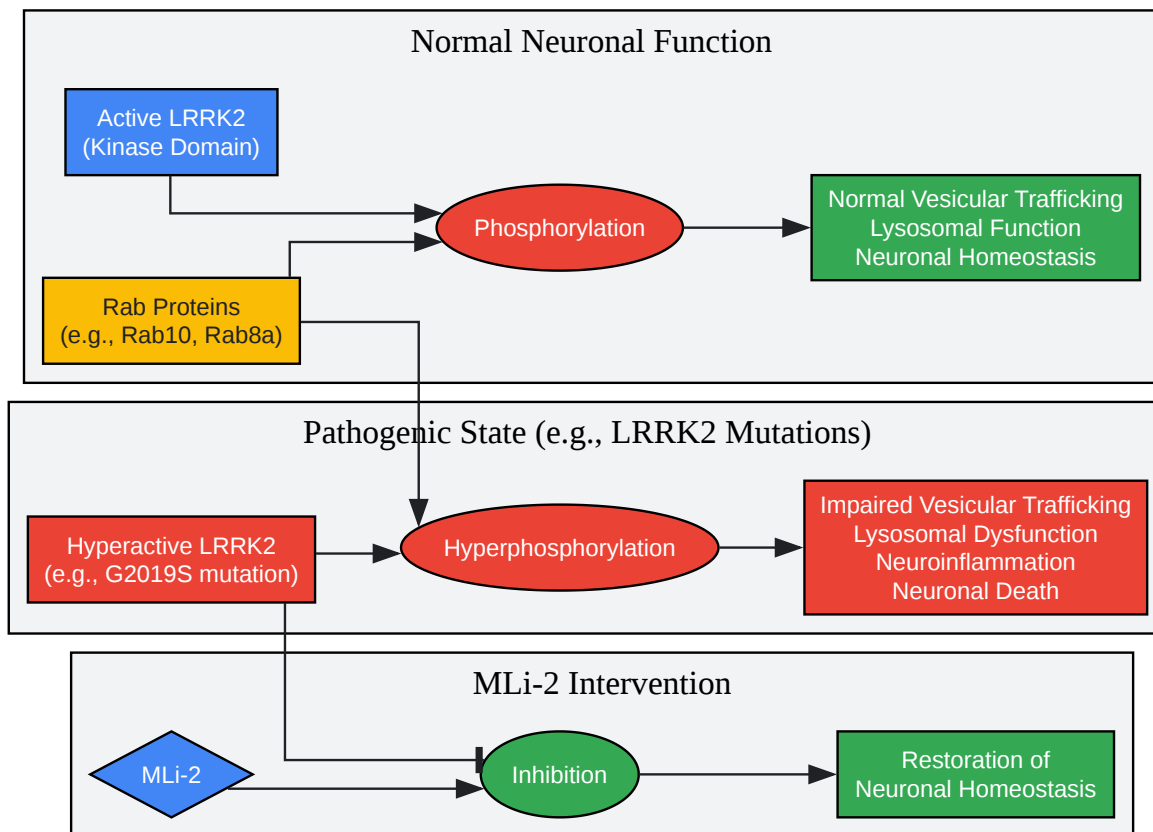 Normal Neuronal Function
Active LRRK2
(Kinase Domain)
Phosphorylation
Normal Vesicular Trafficking
Lysosomal Function
Neuronal Homeostasis
Rab Proteins
(e.g., Rab10, Rab8a)
Pathogenic State (e.g., LRRK2 Mutations)
Hyperactive LRRK2
(e.g., G2019S mutation)
Hyperphosphorylation
Impaired Vesicular Trafficking
Lysosomal Dysfunction
Neuroinflammation
Neuronal Death
MLi-2 Intervention
MLi-2
Inhibition
Restoration of
Neuronal Homeostasis